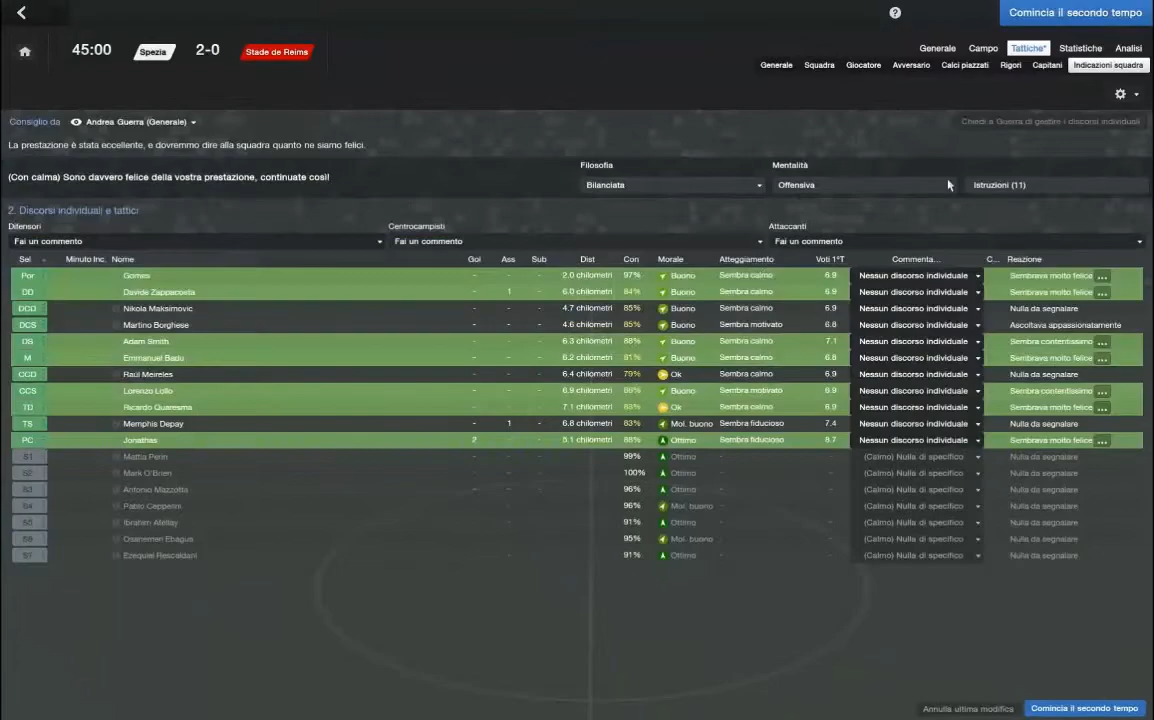 Comincia il secondo tempo
45:00 Spezia 2-0 Stade de Reims
Generale Campo Tattiche* Statistiche Analisi
Generale Squadra Giocatore Avversario Calci piazzati Rigori Capitani Indicazioni squadra
Consiglio da Andrea Guerra (Generale) Chiedi a Guerra di gestire i discorsi individuali
La prestazione è stata eccellente, e dovremmo dire alla squadra quanto ne siamo felici.
Filosofia Mentalità
(Con calma) Sono davvero felice della vostra prestazione, continuate così! Bilanciata Offensiva Istruzioni (11)
2. Discorsi individuali e tattici
Difensori Centrocampisti Attaccanti
Fai un commento Fai un commento Fai un commento
Sel Minuto Inc. Nome Gol Ass Sub Dist Con Morale Atteggiamento Voti 1°T Commenta... C... Reazione
Por Gomes - - - 2.0 chilometri 97% Buono Sembra calmo 6.9 Nessun discorso individuale Sembrava molto felice ...
DD Davide Zappacosta - 1 - 6.0 chilometri 84% Buono Sembra calmo 6.9 Nessun discorso individuale Sembrava molto felice ...
DCD Nikola Maksimovic - - - 4.7 chilometri 85% Buono Sembra calmo 6.9 Nessun discorso individuale Nulla da segnalare
DCS Martino Borghese - - - 4.6 chilometri 85% Buono Sembra motivato 6.8 Nessun discorso individuale Ascoltava appassionatamente
DS Adam Smith - - - 6.3 chilometri 88% Buono Sembra calmo 7.1 Nessun discorso individuale Sembra contentissimo ...
M Emmanuel Badu - - - 6.2 chilometri 81% Buono Sembra calmo 6.8 Nessun discorso individuale Sembrava molto felice ...
CCD Raul Meireles - - - 6.4 chilometri 79% Ok Sembra calmo 6.9 Nessun discorso individuale Nulla da segnalare
CCS Lorenzo Lollo - - - 6.9 chilometri 86% Buono Sembra motivato 6.9 Nessun discorso individuale Sembra contentissimo ...
TD Ricardo Quaresma - - - 7.1 chilometri 83% Ok Sembra calmo 6.9 Nessun discorso individuale Sembrava molto felice ...
TS Memphis Depay - 1 - 6.8 chilometri 83% Mol. buono Sembra fiducioso 7.4 Nessun discorso individuale Nulla da segnalare
PC Jonathas 2 - - 5.1 chilometri 88% Ottimo Sembra fiducioso 8.7 Nessun discorso individuale Sembrava molto felice ...
S1 Mattia Perin - 99% Ottimo (Calmo) Nulla di specifico Nulla da segnalare
S2 Mark O'Brien - 100% Ottimo (Calmo) Nulla di specifico Nulla da segnalare
S3 Antonio Mazzotta - 96% Ottimo (Calmo) Nulla di specifico Nulla da segnalare
S4 Pablo Ceppelini - 96% Mol. buono (Calmo) Nulla di specifico Nulla da segnalare
S5 Ibrahim Afellay - 91% Ottimo (Calmo) Nulla di specifico Nulla da segnalare
S6 Osarimen Ebagua - 95% Mol. buono (Calmo) Nulla di specifico Nulla da segnalare
S7 Ezequiel Rescaldani - 91% Ottimo (Calmo) Nulla di specifico Nulla da segnalare
Annulla ultima modifica Comincia il secondo tempo